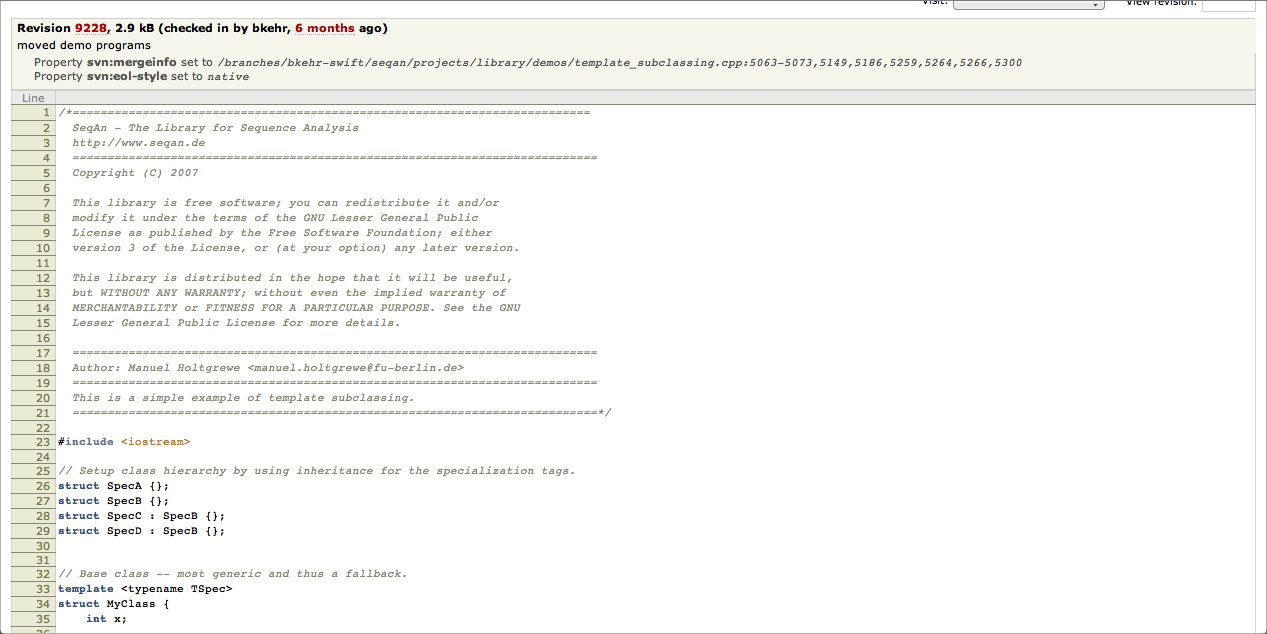 Visit: View revision:
Revision 9228, 2.9 kB (checked in by bkehr, 6 months ago)
moved demo programs
Property svn:mergeinfo set to /branches/bkehr-swift/seqan/projects/library/demos/template_subclassing.cpp:5063-5073,5149,5186,5259,5264,5266,5300
Property svn:eol-style set to native
Line
1 /*==========================================================================
2 SeqAn - The Library for Sequence Analysis
3 http://www.seqan.de
4 ===========================================================================
5 Copyright (C) 2007
6
7 This library is free software; you can redistribute it and/or
8 modify it under the terms of the GNU Lesser General Public
9 License as published by the Free Software Foundation; either
10 version 3 of the License, or (at your option) any later version.
11
12 This library is distributed in the hope that it will be useful,
13 but WITHOUT ANY WARRANTY; without even the implied warranty of
14 MERCHANTABILITY or FITNESS FOR A PARTICULAR PURPOSE. See the GNU
15 Lesser General Public License for more details.
16
17 ===========================================================================
18 Author: Manuel Holtgrewe <manuel.holtgrewe@fu-berlin.de>
19 ===========================================================================
20 This is a simple example of template subclassing.
21 ===========================================================================*/
22
23 #include <iostream>
24
25 // Setup class hierarchy by using inheritance for the specialization tags.
26 struct SpecA {};
27 struct SpecB {};
28 struct SpecC : SpecB {};
29 struct SpecD : SpecB {};
30
31
32 // Base class -- most generic and thus a fallback.
33 template <typename TSpec>
34 struct MyClass {
35 int x;
36